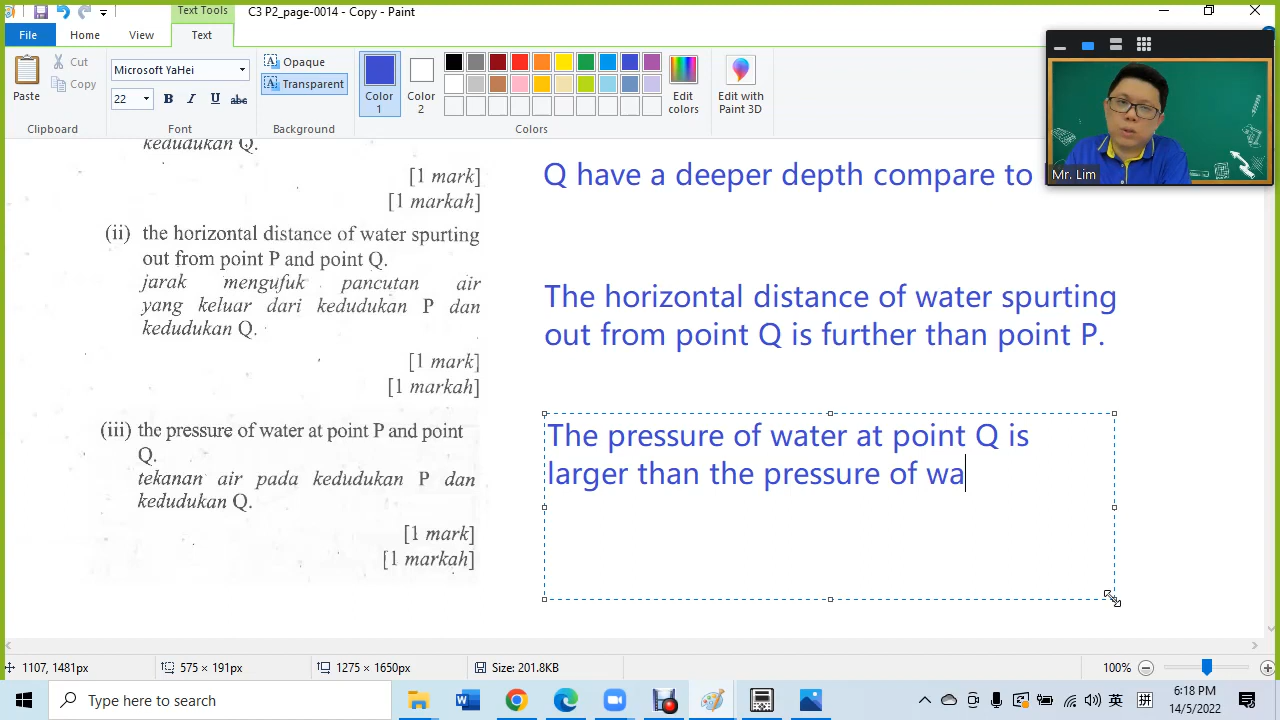 C3 P2_page-0014 - Copy - Paint
Text Tools
File
Home
View
Text
Paste
Cut
Copy
Clipboard
Microsoft YaHei
22
B
I
U
abc
Font
Opaque
Transparent
Background
Color 1
Color 2
Edit colors
Edit with Paint 3D
Colors
Mr. Lim
kedudukan Q.
[1 mark]
[1 markah]
(ii) the horizontal distance of water spurting
out from point P and point Q.
jarak mengufuk pancutan air
yang keluar dari kedudukan P dan
kedudukan Q.
[1 mark]
[1 markah]
(iii) the pressure of water at point P and point
Q.
tekanan air pada kedudukan P dan
kedudukan Q.
[1 mark]
[1 markah]
Q have a deeper depth compare to
The horizontal distance of water spurting
out from point Q is further than point P.
The pressure of water at point Q is
larger than the pressure of wa
1107, 1481px
575 × 191px
1275 × 1650px
Size: 201.8KB
100%
Type here to search
英
拼
6:18 PM
14/5/2022